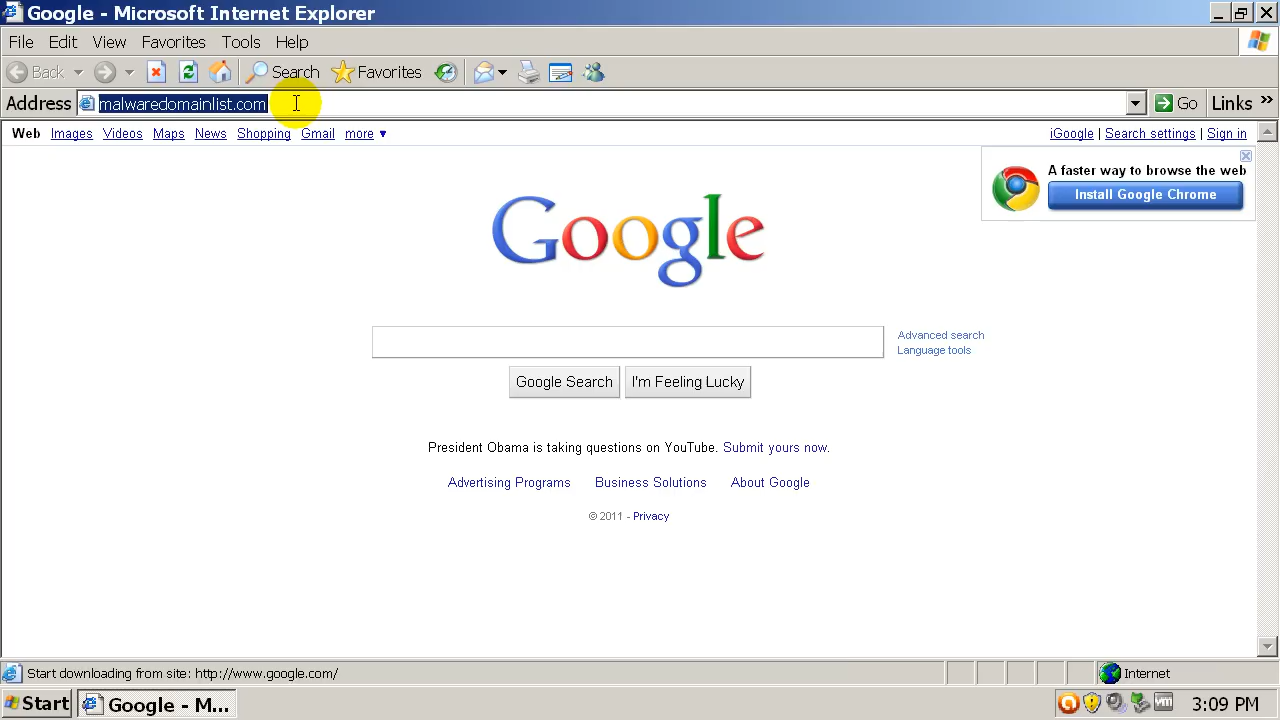 Google - Microsoft Internet Explorer
File Edit View Favorites Tools Help
Back Search Favorites
Address malwaredomainlist.com Go Links »
Web Images Videos Maps News Shopping Gmail more ▼ iGoogle | Search settings | Sign in
A faster way to browse the web
Install Google Chrome
Google
Advanced search
Language tools
Google Search I'm Feeling Lucky
President Obama is taking questions on YouTube. Submit yours now.
Advertising Programs Business Solutions About Google
© 2011 - Privacy
Start downloading from site: http://www.google.com/ Internet
Start Google - M... vm 3:09 PM